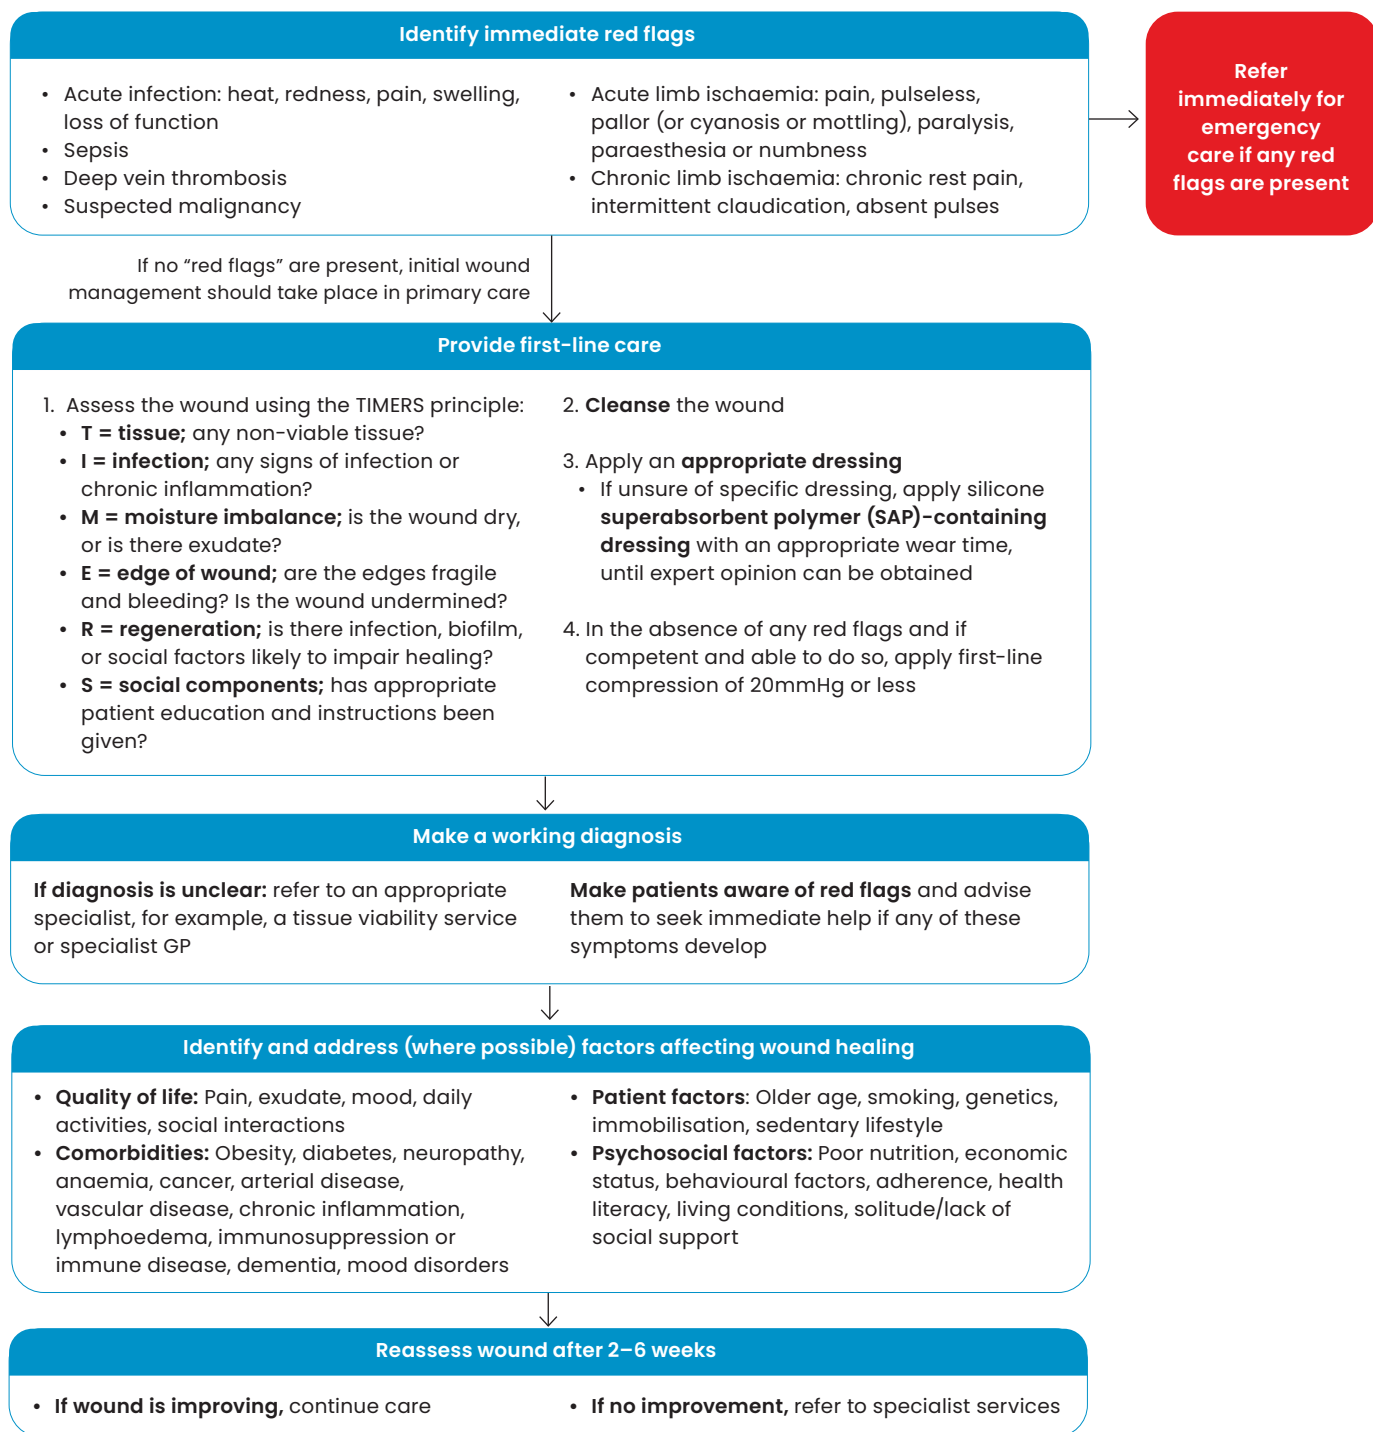 Identify immediate red flags
• Acute infection: heat, redness, pain, swelling,
loss of function
• Sepsis
• Deep vein thrombosis
• Suspected malignancy
• Acute limb ischaemia: pain, pulseless,
pallor (or cyanosis or mottling), paralysis,
paraesthesia or numbness
• Chronic limb ischaemia: chronic rest pain,
intermittent claudication, absent pulses
Refer
immediately for
emergency
care if any red
flags are present
If no “red flags” are present, initial wound
management should take place in primary care
Provide first-line care
1. Assess the wound using the TIMERS principle:
• T = tissue; any non-viable tissue?
• I = infection; any signs of infection or
chronic inflammation?
• M = moisture imbalance; is the wound dry,
or is there exudate?
• E = edge of wound; are the edges fragile
and bleeding? Is the wound undermined?
• R = regeneration; is there infection, biofilm,
or social factors likely to impair healing?
• S = social components; has appropriate
patient education and instructions been
given?
2. Cleanse the wound
3. Apply an appropriate dressing
• If unsure of specific dressing, apply silicone
superabsorbent polymer (SAP)-containing
dressing with an appropriate wear time,
until expert opinion can be obtained
4. In the absence of any red flags and if
competent and able to do so, apply first-line
compression of 20mmHg or less
Make a working diagnosis
If diagnosis is unclear: refer to an appropriate
specialist, for example, a tissue viability service
or specialist GP
Make patients aware of red flags and advise
them to seek immediate help if any of these
symptoms develop
Identify and address (where possible) factors affecting wound healing
• Quality of life: Pain, exudate, mood, daily
activities, social interactions
• Comorbidities: Obesity, diabetes, neuropathy,
anaemia, cancer, arterial disease,
vascular disease, chronic inflammation,
lymphoedema, immunosuppression or
immune disease, dementia, mood disorders
• Patient factors: Older age, smoking, genetics,
immobilisation, sedentary lifestyle
• Psychosocial factors: Poor nutrition, economic
status, behavioural factors, adherence, health
literacy, living conditions, solitude/lack of
social support
Reassess wound after 2–6 weeks
• If wound is improving, continue care
• If no improvement, refer to specialist services